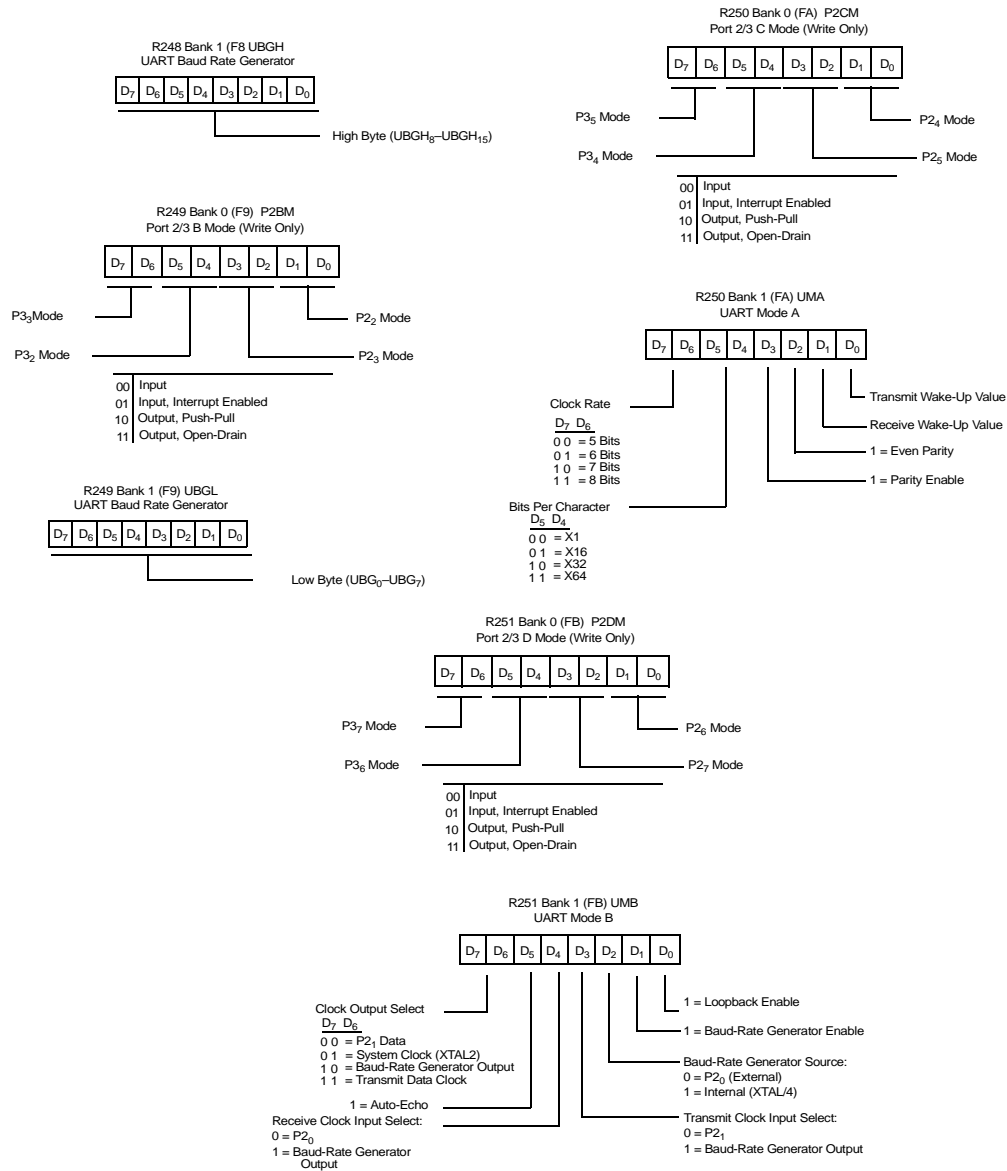 R248 Bank 1 (F8 UBGH
UART Baud Rate Generator
D7 D6 D5 D4 D3 D2 D1 D0
High Byte (UBGH8–UBGH15)
R249 Bank 0 (F9) P2BM
Port 2/3 B Mode (Write Only)
D7 D6 D5 D4 D3 D2 D1 D0
P33Mode
P22 Mode
P32 Mode
P23 Mode
00 Input
01 Input, Interrupt Enabled
10 Output, Push-Pull
11 Output, Open-Drain
R249 Bank 1 (F9) UBGL
UART Baud Rate Generator
D7 D6 D5 D4 D3 D2 D1 D0
Low Byte (UBG0–UBG7)
R250 Bank 0 (FA) P2CM
Port 2/3 C Mode (Write Only)
D7 D6 D5 D4 D3 D2 D1 D0
P35 Mode
P24 Mode
P34 Mode
P25 Mode
00 Input
01 Input, Interrupt Enabled
10 Output, Push-Pull
11 Output, Open-Drain
R250 Bank 1 (FA) UMA
UART Mode A
D7 D6 D5 D4 D3 D2 D1 D0
Transmit Wake-Up Value
Receive Wake-Up Value
1 = Even Parity
1 = Parity Enable
Clock Rate
D7 D6
0 0 = 5 Bits
0 1 = 6 Bits
1 0 = 7 Bits
1 1 = 8 Bits
Bits Per Character
D5 D4
0 0 = X1
0 1 = X16
1 0 = X32
1 1 = X64
R251 Bank 0 (FB) P2DM
Port 2/3 D Mode (Write Only)
D7 D6 D5 D4 D3 D2 D1 D0
P37 Mode
P26 Mode
P36 Mode
P27 Mode
00 Input
01 Input, Interrupt Enabled
10 Output, Push-Pull
11 Output, Open-Drain
R251 Bank 1 (FB) UMB
UART Mode B
D7 D6 D5 D4 D3 D2 D1 D0
Clock Output Select
D7 D6
0 0 = P21 Data
0 1 = System Clock (XTAL2)
1 0 = Baud-Rate Generator Output
1 1 = Transmit Data Clock
1 = Auto-Echo
Receive Clock Input Select:
0 = P20
1 = Baud-Rate Generator
Output
1 = Loopback Enable
1 = Baud-Rate Generator Enable
Baud-Rate Generator Source:
0 = P20 (External)
1 = Internal (XTAL/4)
Transmit Clock Input Select:
0 = P21
1 = Baud-Rate Generator Output